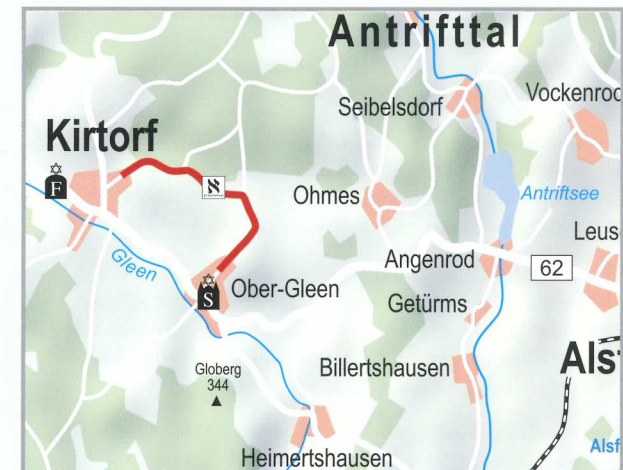 Antrifttal
Seibelsdorf
Vockenrod
Kirtorf
F
א
Ohmes
Antriftsee
Leus
Gleen
Angenrod
62
S
Ober-Gleen
Getürms
Globerg
344
Billertshausen
Als
Alsf
Heimertshausen